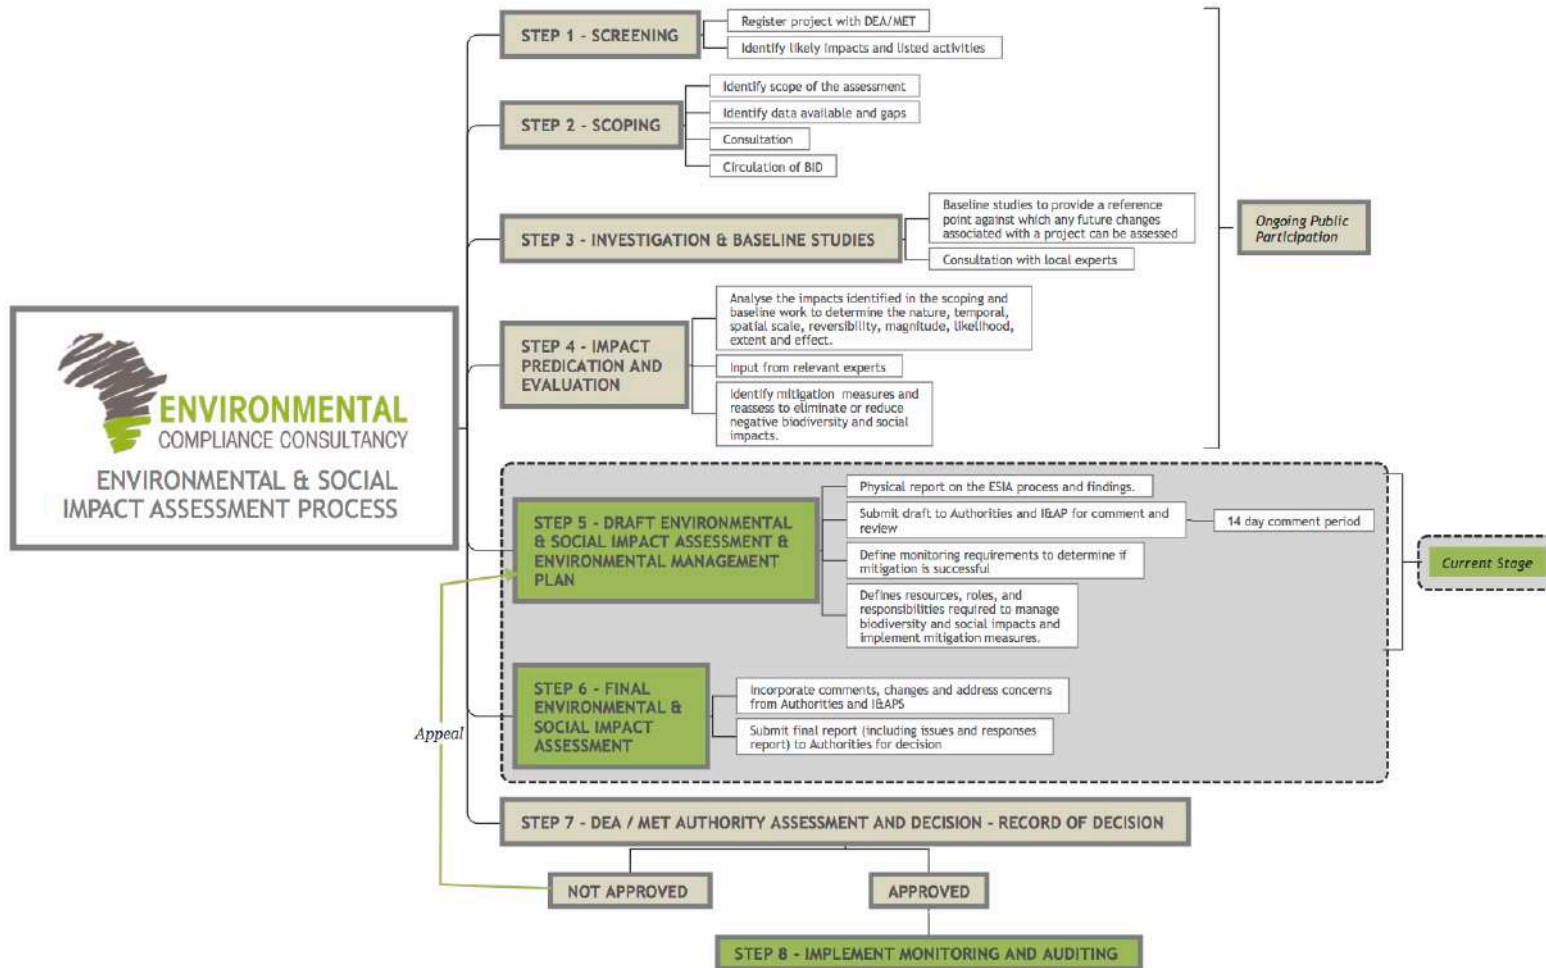 STEP 1 - SCREENING
Register project with DEA/MET
Identify likely impacts and listed activities
STEP 2 - SCOPING
Identify scope of the assessment
Identify data available and gaps
Consultation
Circulation of BID
STEP 3 - INVESTIGATION & BASELINE STUDIES
Baseline studies to provide a reference
point against which any future changes
associated with a project can be assessed
Consultation with local experts
Ongoing Public
Participation
STEP 4 - IMPACT
PREDICATION AND
EVALUATION
Analyse the impacts identified in the scoping and
baseline work to determine the nature, temporal,
spatial scale, reversibility, magnitude, likelihood,
extent and effect.
Input from relevant experts
Identify mitigation measures and
reassess to eliminate or reduce
negative biodiversity and social
impacts.
ENVIRONMENTAL
COMPLIANCE CONSULTANCY
ENVIRONMENTAL & SOCIAL
IMPACT ASSESSMENT PROCESS
STEP 5 - DRAFT ENVIRONMENTAL
& SOCIAL IMPACT ASSESSMENT &
ENVIRONMENTAL MANAGEMENT
PLAN
Physical report on the ESIA process and findings.
Submit draft to Authorities and I&AP for comment and
review
14 day comment period
Define monitoring requirements to determine if
mitigation is successful
Defines resources, roles, and
responsibilities required to manage
biodiversity and social impacts and
implement mitigation measures.
Current Stage
STEP 6 - FINAL
ENVIRONMENTAL &
SOCIAL IMPACT
ASSESSMENT
Incorporate comments, changes and address concerns
from Authorities and I&APS
Submit final report (including issues and responses
report) to Authorities for decision
Appeal
STEP 7 - DEA / MET AUTHORITY ASSESSMENT AND DECISION - RECORD OF DECISION
NOT APPROVED
APPROVED
STEP 8 - IMPLEMENT MONITORING AND AUDITING